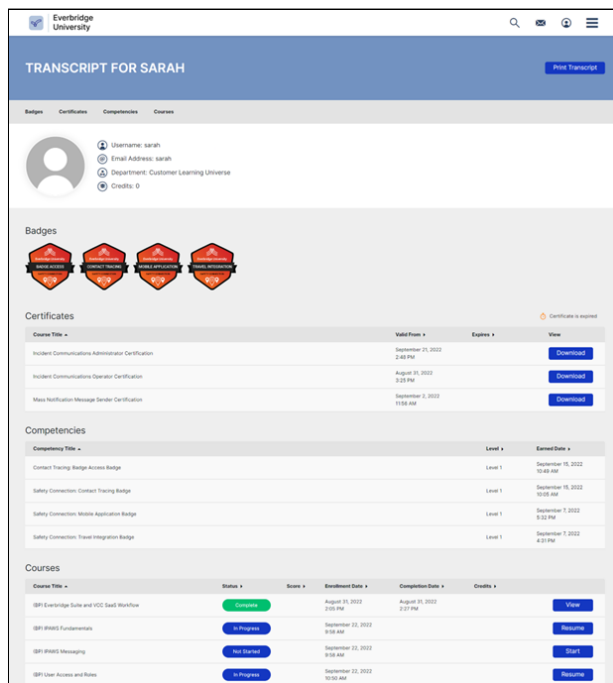 Everbridge
University
TRANSCRIPT FOR SARAH
Print Transcript
Badges Certificates Competencies Courses
Username: sarah
Email Address: sarah
Department: Customer Learning Universe
Credits: 0
Badges
BADGE ACCESS CONTACT TRACING MOBILE APPLICATION TRAVEL INTEGRATION
Certificates
Certificate is expired
Course Title Valid From Expires View
Incident Communications Administrator Certification September 21, 2022 Download
2:48 PM
Incident Communications Operator Certification August 31, 2022 Download
3:25 PM
Mass Notification Message Sender Certification September 2, 2022 Download
11:58 AM
Competencies
Competency Title Level Earned Date
Contact Tracing: Badge Access Badge Level 1 September 15, 2022
10:49 AM
Safety Connection: Contact Tracing Badge Level 1 September 15, 2022
10:05 AM
Safety Connection: Mobile Application Badge Level 1 September 7, 2022
5:32 PM
Safety Connection: Travel Integration Badge Level 1 September 7, 2022
4:31 PM
Courses
Course Title Status Score Enrollment Date Completion Date Credits
Everbridge Suite and VCC SaaS Workflow Complete August 31, 2022 August 31, 2022 View
2:05 PM 2:27 PM
IPAWS Fundamentals In Progress September 22, 2022 Resume
9:58 AM
IPAWS Messaging Not Started September 22, 2022 Start
9:58 AM
User Access and Roles In Progress September 22, 2022 Resume
10:50 AM